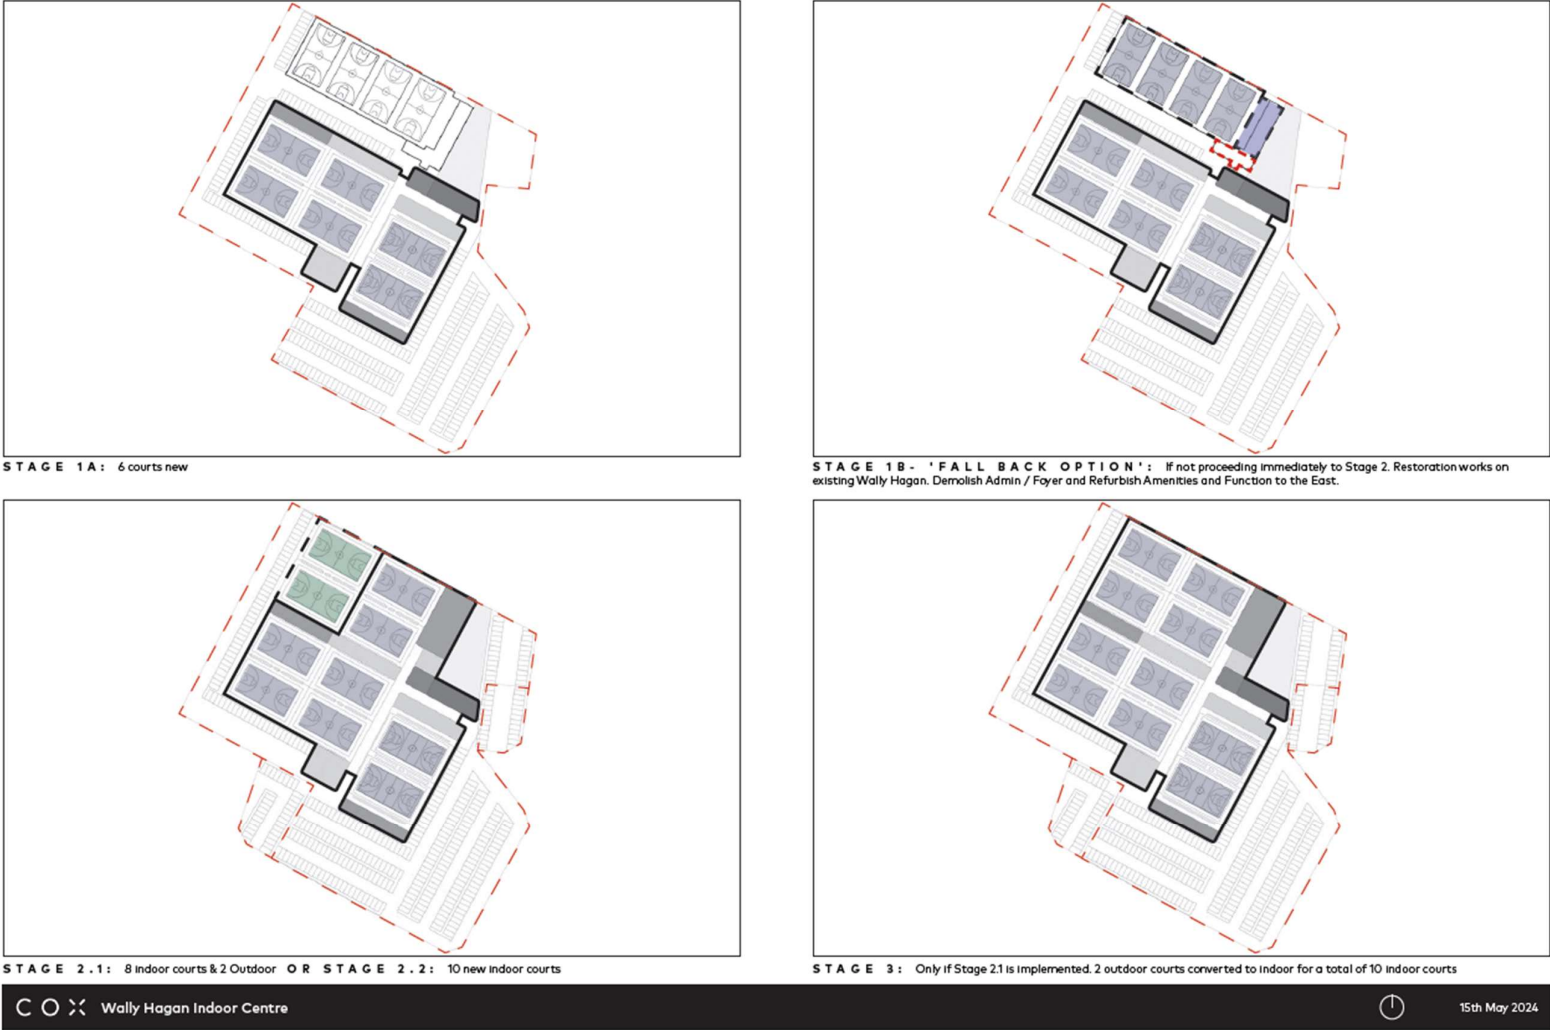 STAGE 1A: 6 courts new
STAGE 1B- 'FALL BACK OPTION': If not proceeding immediately to Stage 2. Restoration works on
existing Wally Hagan. Demolish Admin / Foyer and Refurbish Amenities and Function to the East.
STAGE 2.1: 8 indoor courts & 2 Outdoor OR STAGE 2.2: 10 new indoor courts
STAGE 3: Only if Stage 2.1 is implemented. 2 outdoor courts converted to indoor for a total of 10 indoor courts
COX Wally Hagan Indoor Centre
15th May 2024